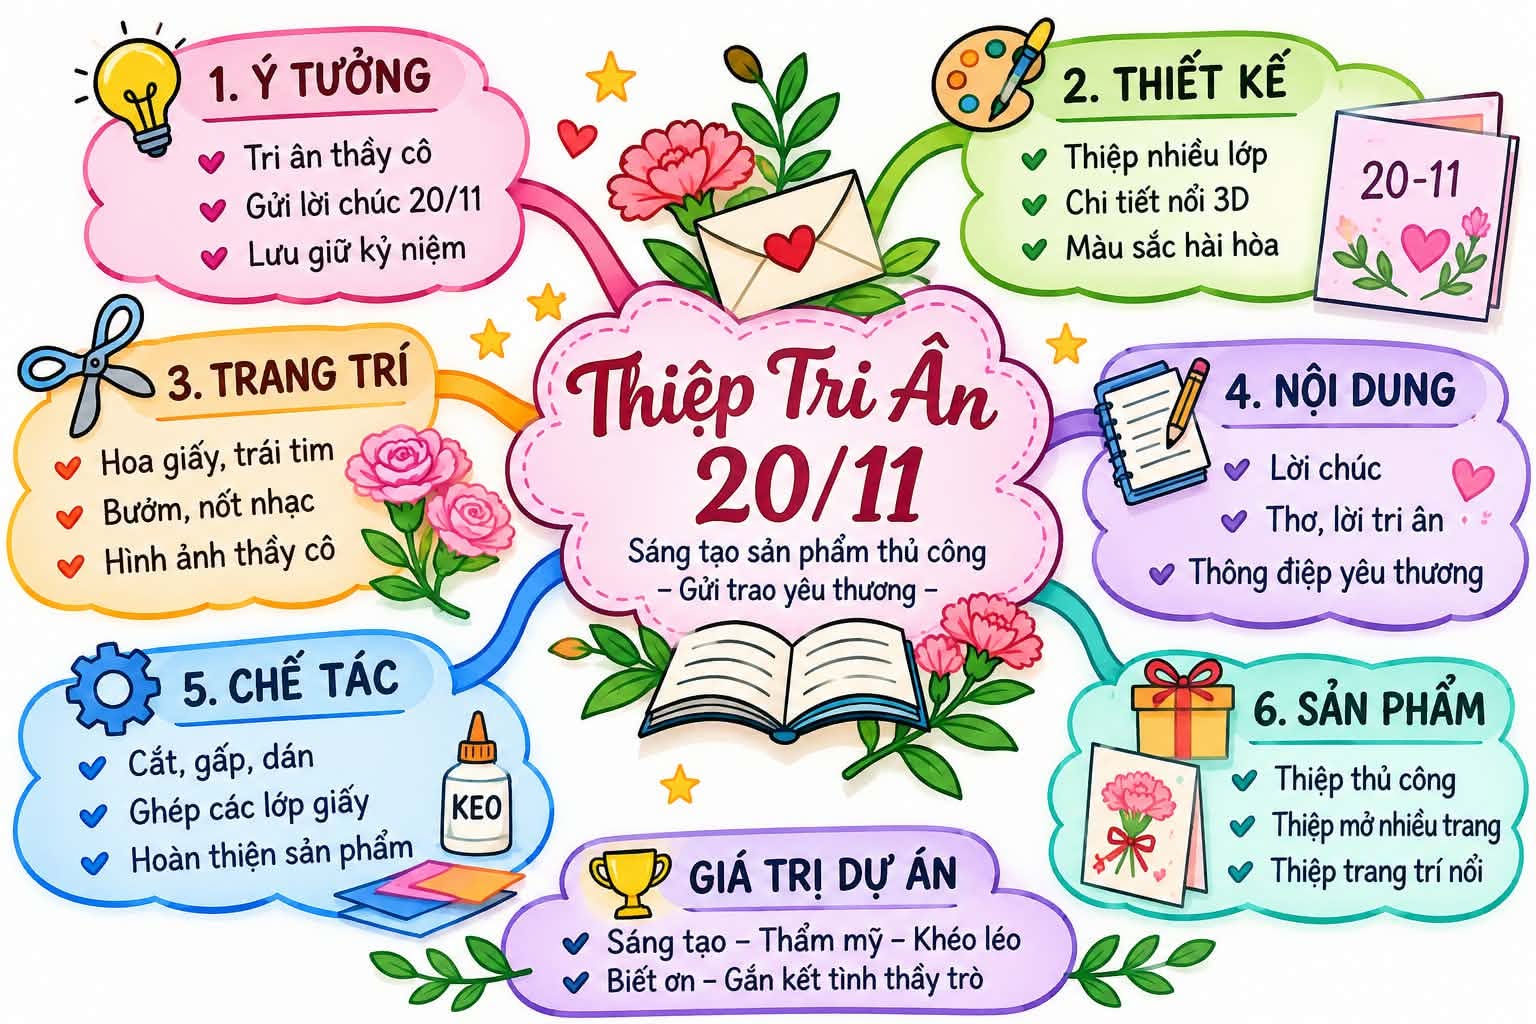 1. Ý TƯỞNG
Tri ân thầy cô
Gửi lời chúc 20/11
Lưu giữ kỷ niệm
2. THIẾT KẾ
Thiệp nhiều lớp
Chi tiết nổi 3D
Màu sắc hài hòa
20-11
Thiệp Tri Ân
20/11
Sáng tạo sản phẩm thủ công
– Gửi trao yêu thương –
3. TRANG TRÍ
Hoa giấy, trái tim
Bướm, nốt nhạc
Hình ảnh thầy cô
4. NỘI DUNG
Lời chúc
Thơ, lời tri ân
Thông điệp yêu thương
5. CHẾ TÁC
Cắt, gấp, dán
Ghép các lớp giấy
Hoàn thiện sản phẩm
KEO
6. SẢN PHẨM
Thiệp thủ công
Thiệp mở nhiều trang
Thiệp trang trí nổi
GIÁ TRỊ DỰ ÁN
Sáng tạo – Thẩm mỹ – Khéo léo
Biết ơn – Gắn kết tình thầy trò